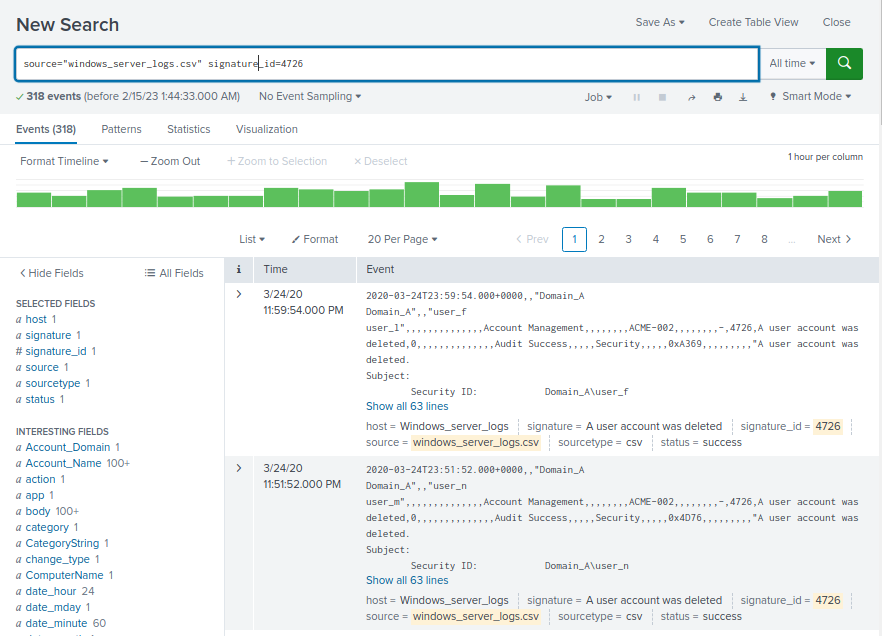 New Search
Save As ▾ Create Table View Close
source="windows_server_logs.csv" signature_id=4726
All time ▾
✓ 318 events (before 2/15/23 1:44:33.000 AM) No Event Sampling ▾
Job ▾ Smart Mode ▾
Events (318) Patterns Statistics Visualization
Format Timeline ▾ — Zoom Out + Zoom to Selection × Deselect
1 hour per column
List ▾ Format 20 Per Page ▾
< Prev 1 2 3 4 5 6 7 8 ... Next >
< Hide Fields All Fields
SELECTED FIELDS
a host 1
a signature 1
# signature_id 1
a source 1
a sourcetype 1
a status 1
INTERESTING FIELDS
a Account_Domain 1
a Account_Name 100+
a action 1
a app 1
a body 100+
a category 1
a CategoryString 1
a change_type 1
a ComputerName 1
a date_hour 24
a date_mday 1
a date_minute 60
i Time Event
> 3/24/20
11:59:54.000 PM
2020-03-24T23:59:54.000+0000,,"Domain_A
Domain_A",,"user_f
user_l",,,,,,,,,,,,,Account Management,,,,,,,,ACME-002,,,,,,,,-,4726,A user account was
deleted,0,,,,,,,,,,,,,Audit Success,,,,,Security,,,,,0xA369,,,,,,,,,"A user account was
deleted.
Subject:
Security ID: Domain_A\user_f
Show all 63 lines
host = Windows_server_logs signature = A user account was deleted signature_id = 4726
source = windows_server_logs.csv sourcetype = csv status = success
> 3/24/20
11:51:52.000 PM
2020-03-24T23:51:52.000+0000,,"Domain_A
Domain_A",,"user_n
user_m",,,,,,,,,,,,,Account Management,,,,,,,,ACME-002,,,,,,,,-,4726,A user account was
deleted,0,,,,,,,,,,,,,Audit Success,,,,,Security,,,,,0x4D76,,,,,,,,,"A user account was
deleted.
Subject:
Security ID: Domain_A\user_n
Show all 63 lines
host = Windows_server_logs signature = A user account was deleted signature_id = 4726
source = windows_server_logs.csv sourcetype = csv status = success